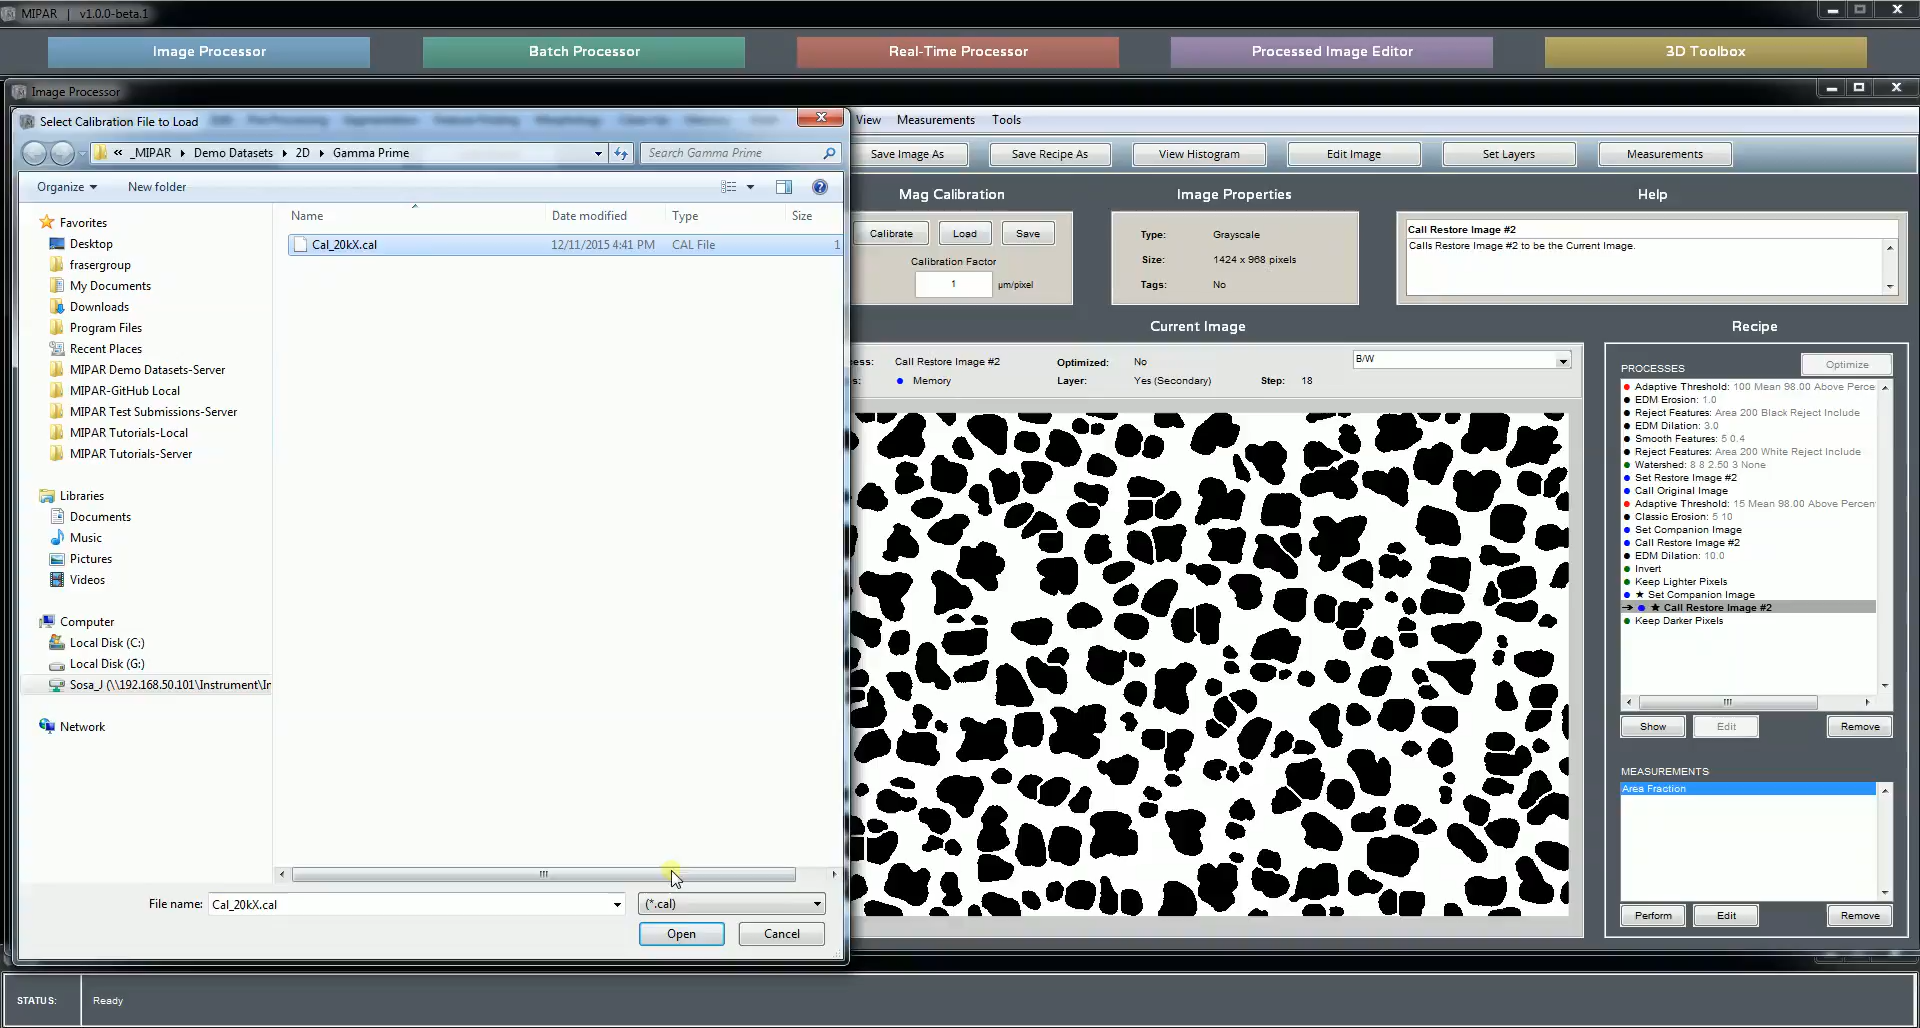 MIPAR | v1.0.0-beta.1
Image Processor
Batch Processor
Real-Time Processor
Processed Image Editor
3D Toolbox
Image Processor
Select Calibration File to Load
View
Measurements
Tools
« _MIPAR ▸ Demo Datasets ▸ 2D ▸ Gamma Prime
Search Gamma Prime
Save Image As
Save Recipe As
View Histogram
Edit Image
Set Layers
Measurements
Organize
New folder
Name
Date modified
Type
Size
Cal_20kX.cal
12/11/2015 4:41 PM
CAL File
1
Favorites
Desktop
frasergroup
My Documents
Downloads
Program Files
Recent Places
MIPAR Demo Datasets-Server
MIPAR-GitHub Local
MIPAR Test Submissions-Server
MIPAR Tutorials-Local
MIPAR Tutorials-Server
Libraries
Documents
Music
Pictures
Videos
Computer
Local Disk (C:)
Local Disk (G:)
Sosa_J (\\192.168.50.101\Instrument\Ir
Network
File name:
Cal_20kX.cal
(*.cal)
Open
Cancel
Mag Calibration
Calibrate
Load
Save
Calibration Factor
1
µm/pixel
Image Properties
Type: Grayscale
Size: 1424 x 968 pixels
Tags: No
Help
Call Restore Image #2
Calls Restore Image #2 to be the Current Image.
Current Image
ess: Call Restore Image #2
Optimized: No
B/W
s: Memory
Layer: Yes (Secondary)
Step: 18
Recipe
PROCESSES
Optimize
Adaptive Threshold: 100 Mean 98.00 Above Perce
EDM Erosion: 1.0
Reject Features: Area 200 Black Reject Include
EDM Dilation: 3.0
Smooth Features: 5 0.4
Reject Features: Area 200 White Reject Include
Watershed: 8 8 2.50 3 None
Set Restore Image #2
Call Original Image
Adaptive Threshold: 15 Mean 98.00 Above Percen
Classic Erosion: 5 10
Set Companion Image
Call Restore Image #2
EDM Dilation: 10.0
Invert
Keep Lighter Pixels
★ Set Companion Image
★ Call Restore Image #2
Keep Darker Pixels
Show
Edit
Remove
MEASUREMENTS
Area Fraction
Perform
Edit
Remove
STATUS:
Ready